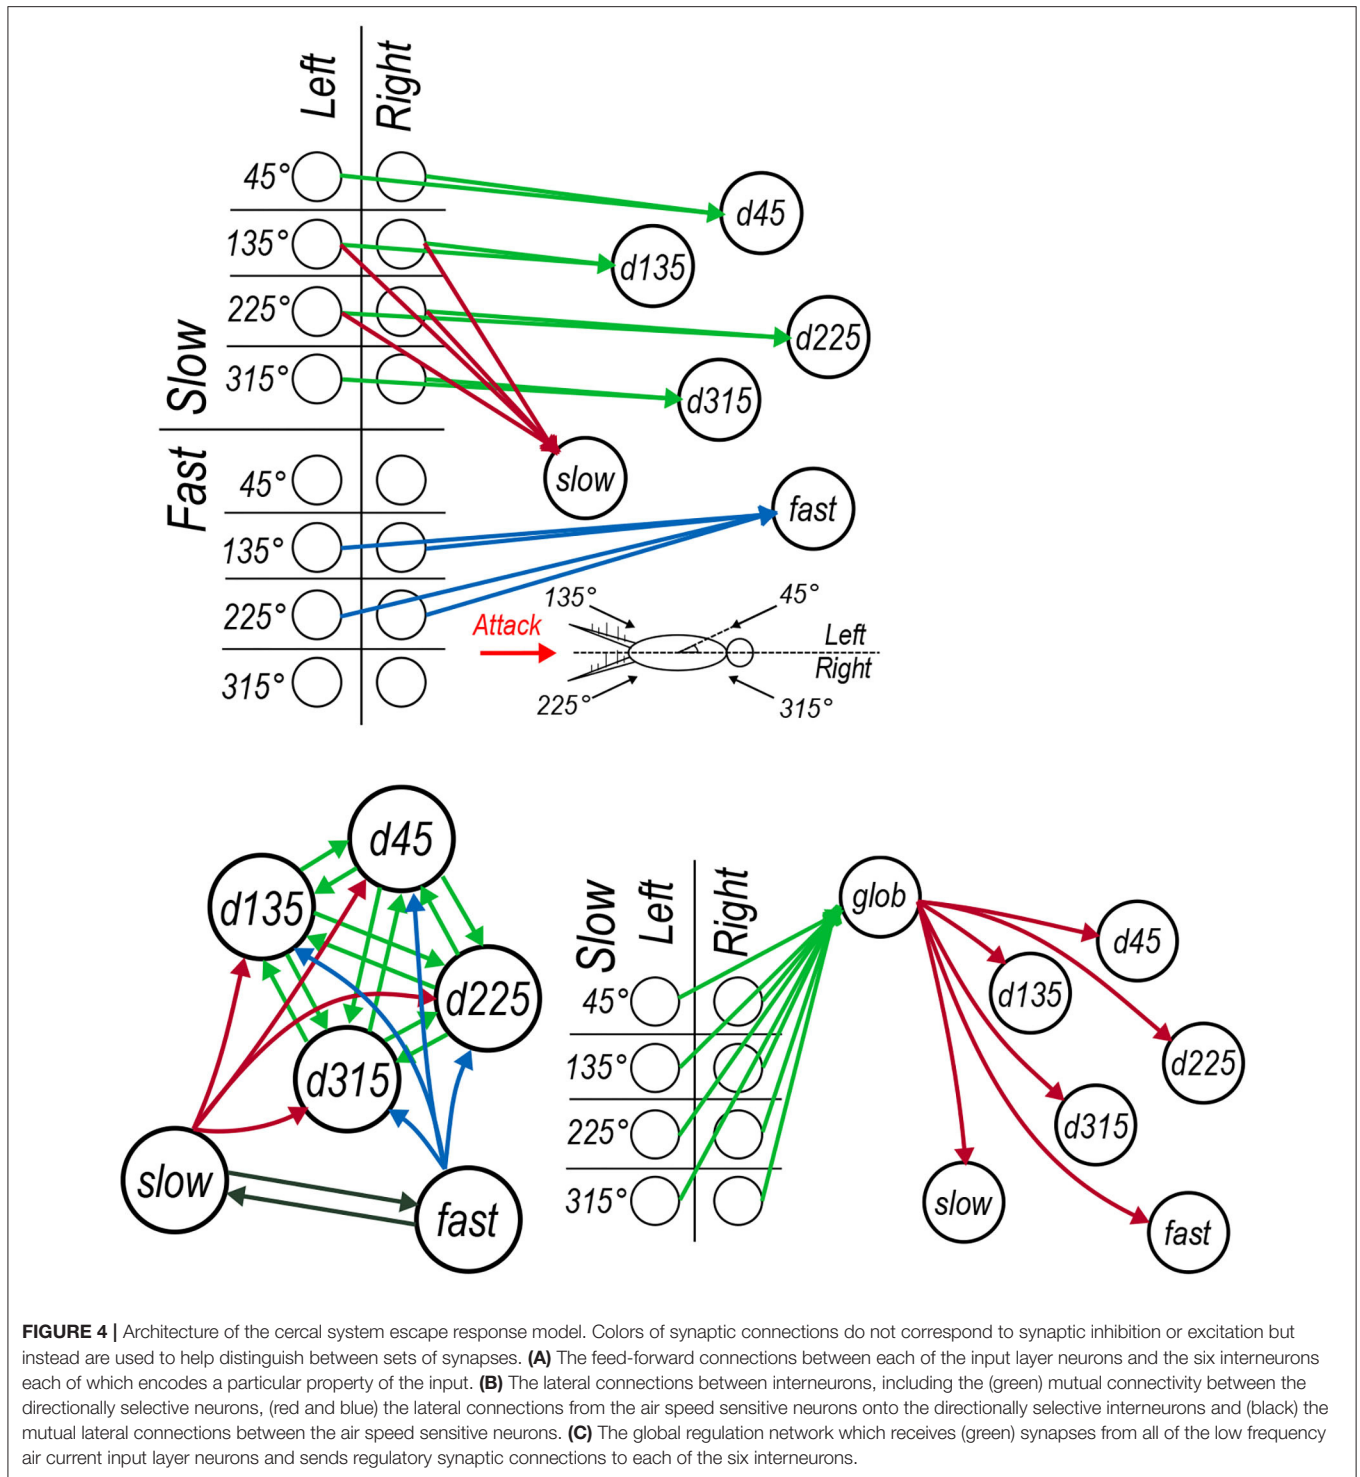 Left
Right
Slow
45°
135°
225°
315°
d45
d135
d225
d315
slow
Fast
45°
135°
225°
315°
fast
Attack
135°
45°
Left
Right
225°
315°
d45
d135
d225
d315
slow
fast
Slow
Left
Right
45°
135°
225°
315°
glob
d45
d135
d225
d315
slow
fast
FIGURE 4 | Architecture of the cercal system escape response model. Colors of synaptic connections do not correspond to synaptic inhibition or excitation but
instead are used to help distinguish between sets of synapses. (A) The feed-forward connections between each of the input layer neurons and the six interneurons
each of which encodes a particular property of the input. (B) The lateral connections between interneurons, including the (green) mutual connectivity between the
directionally selective neurons, (red and blue) the lateral connections from the air speed sensitive neurons onto the directionally selective interneurons and (black) the
mutual lateral connections between the air speed sensitive neurons. (C) The global regulation network which receives (green) synapses from all of the low frequency
air current input layer neurons and sends regulatory synaptic connections to each of the six interneurons.